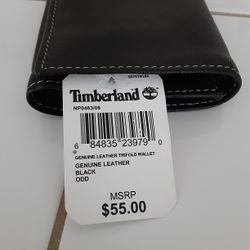 Timberland
NP0483/08
6 84835 23979 0
GENUINE LEATHER TRIFOLD WALLET
GENUINE LEATHER
BLACK
ODD
MSRP
$55.00